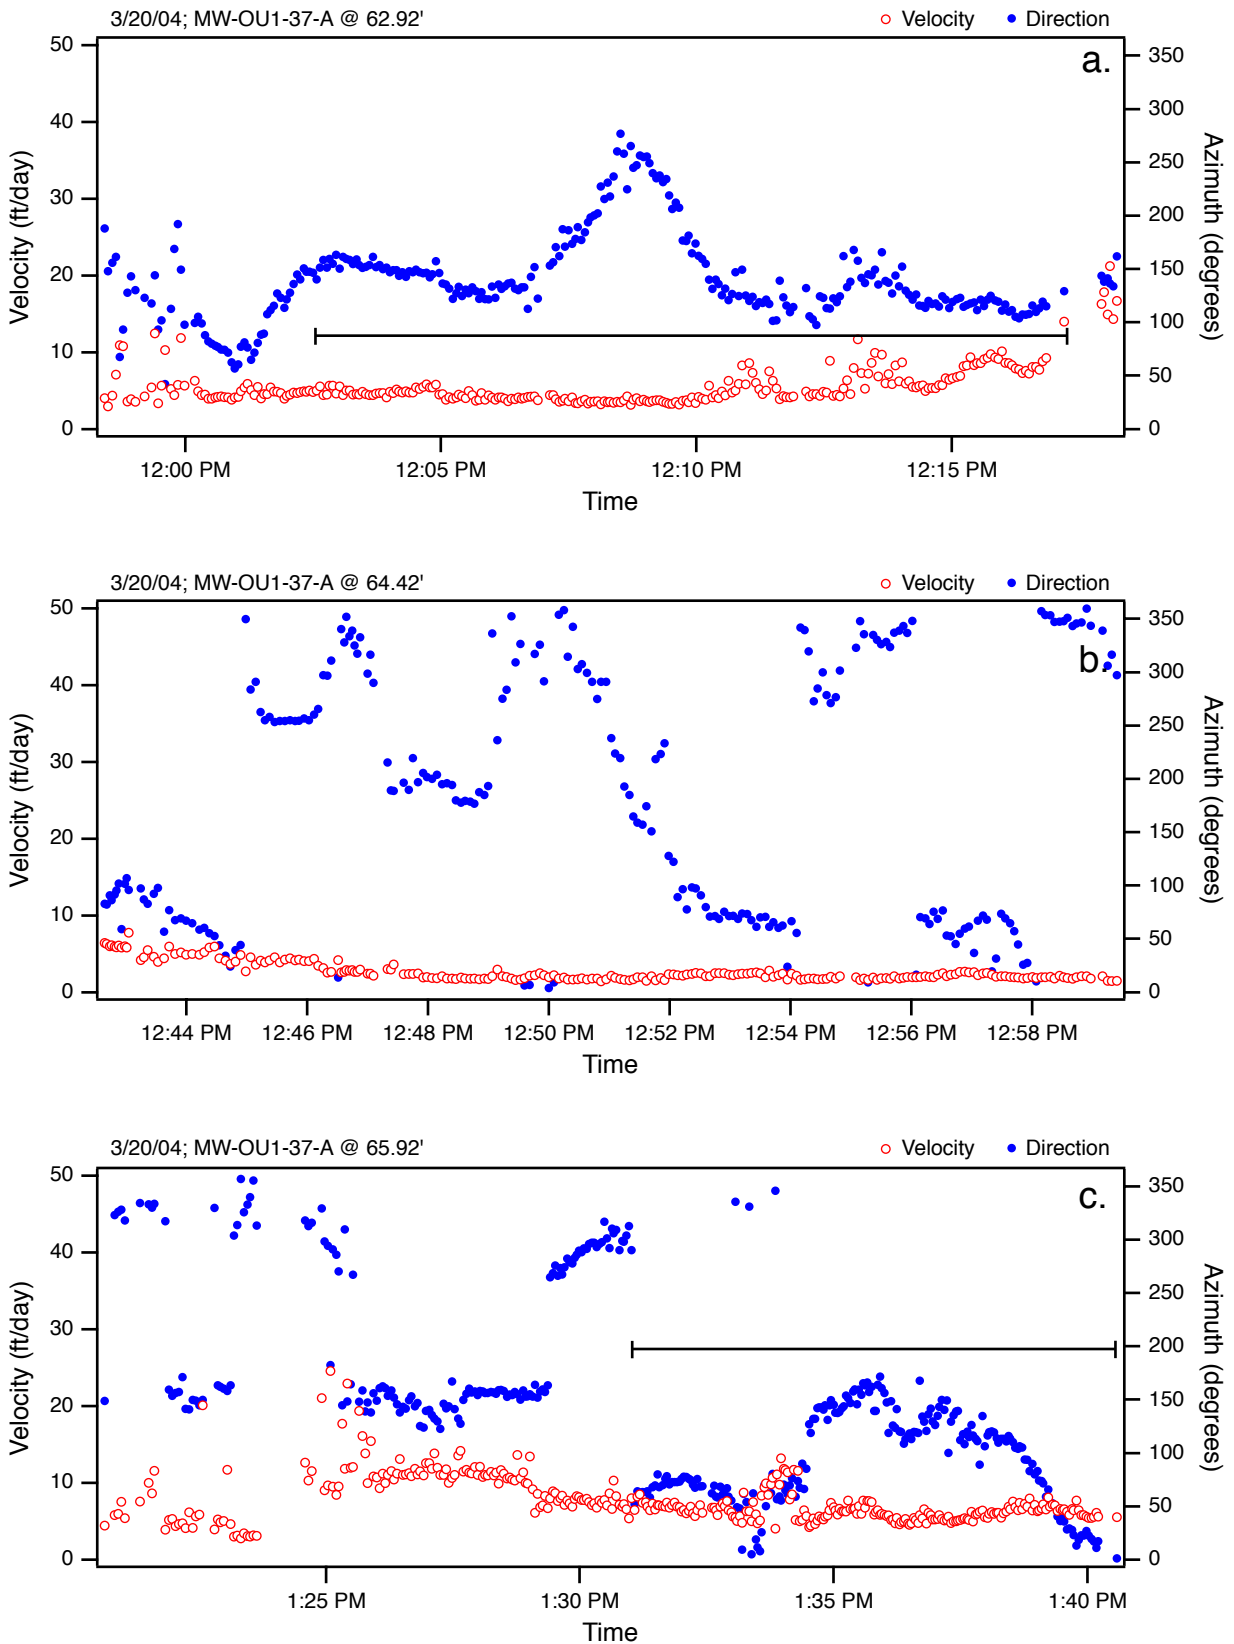 3/20/04; MW-OU1-37-A @ 62.92' Velocity Direction
a.
50
40
30
20
10
0
Velocity (ft/day)
350
300
250
200
150
100
50
0
Azimuth (degrees)
12:00 PM 12:05 PM 12:10 PM 12:15 PM
Time
3/20/04; MW-OU1-37-A @ 64.42' Velocity Direction
b.
50
40
30
20
10
0
Velocity (ft/day)
350
300
250
200
150
100
50
0
Azimuth (degrees)
12:44 PM 12:46 PM 12:48 PM 12:50 PM 12:52 PM 12:54 PM 12:56 PM 12:58 PM
Time
3/20/04; MW-OU1-37-A @ 65.92' Velocity Direction
c.
50
40
30
20
10
0
Velocity (ft/day)
350
300
250
200
150
100
50
0
Azimuth (degrees)
1:25 PM 1:30 PM 1:35 PM 1:40 PM
Time